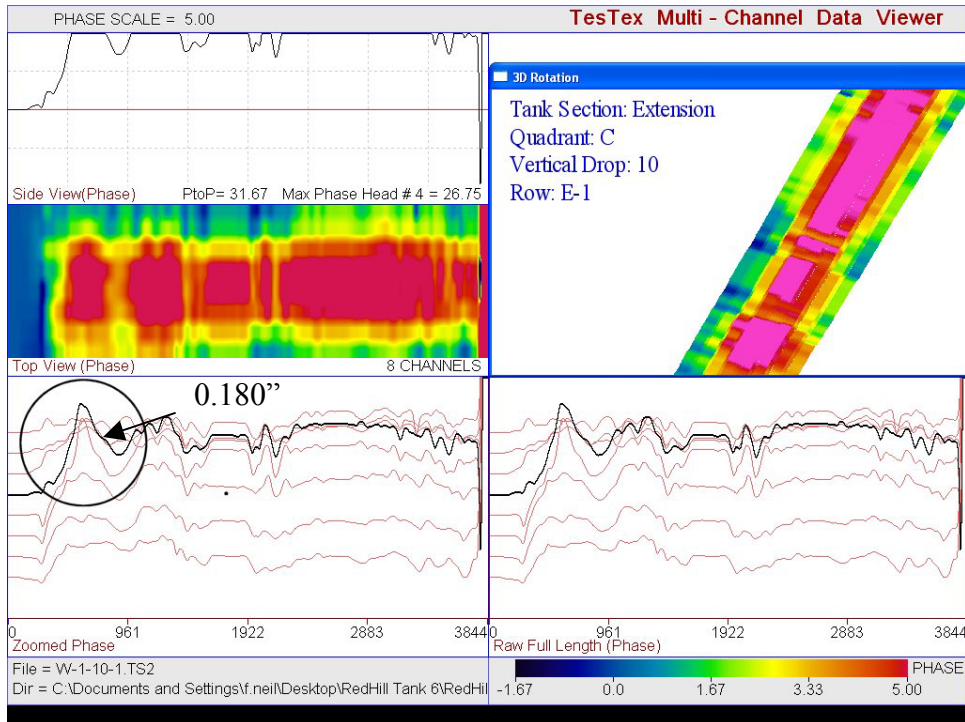 PHASE SCALE = 5.00
TesTex Multi - Channel Data Viewer
3D Rotation
Tank Section: Extension
Quadrant: C
Vertical Drop: 10
Row: E-1
Side View(Phase) PtoP= 31.67 Max Phase Head # 4 = 26.75
Top View (Phase) 8 CHANNELS
0.180”
0 961 1922 2883 3844
Zoomed Phase
0 961 1922 2883 3844
Raw Full Length (Phase)
File = W-1-10-1.TS2
Dir = C:\Documents and Settings\f.neil\Desktop\RedHill Tank 6\RedHil
PHASE
-1.67 0.0 1.67 3.33 5.00